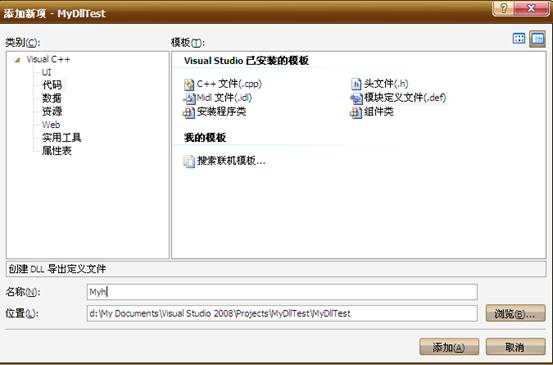 添加新项 - MyDllTest
类别(C):
模板(T):
Visual C++
UI
代码
数据
资源
Web
实用工具
属性表
Visual Studio 已安装的模板
C++ 文件(.cpp)
头文件(.h)
Midl 文件(.idl)
模块定义文件(.def)
安装程序类
组件类
我的模板
搜索联机模板...
创建 DLL 导出定义文件
名称(N):
Myh
位置(L):
d:\My Documents\Visual Studio 2008\Projects\MyDllTest\MyDllTest
浏览(B)...
添加(A)
取消